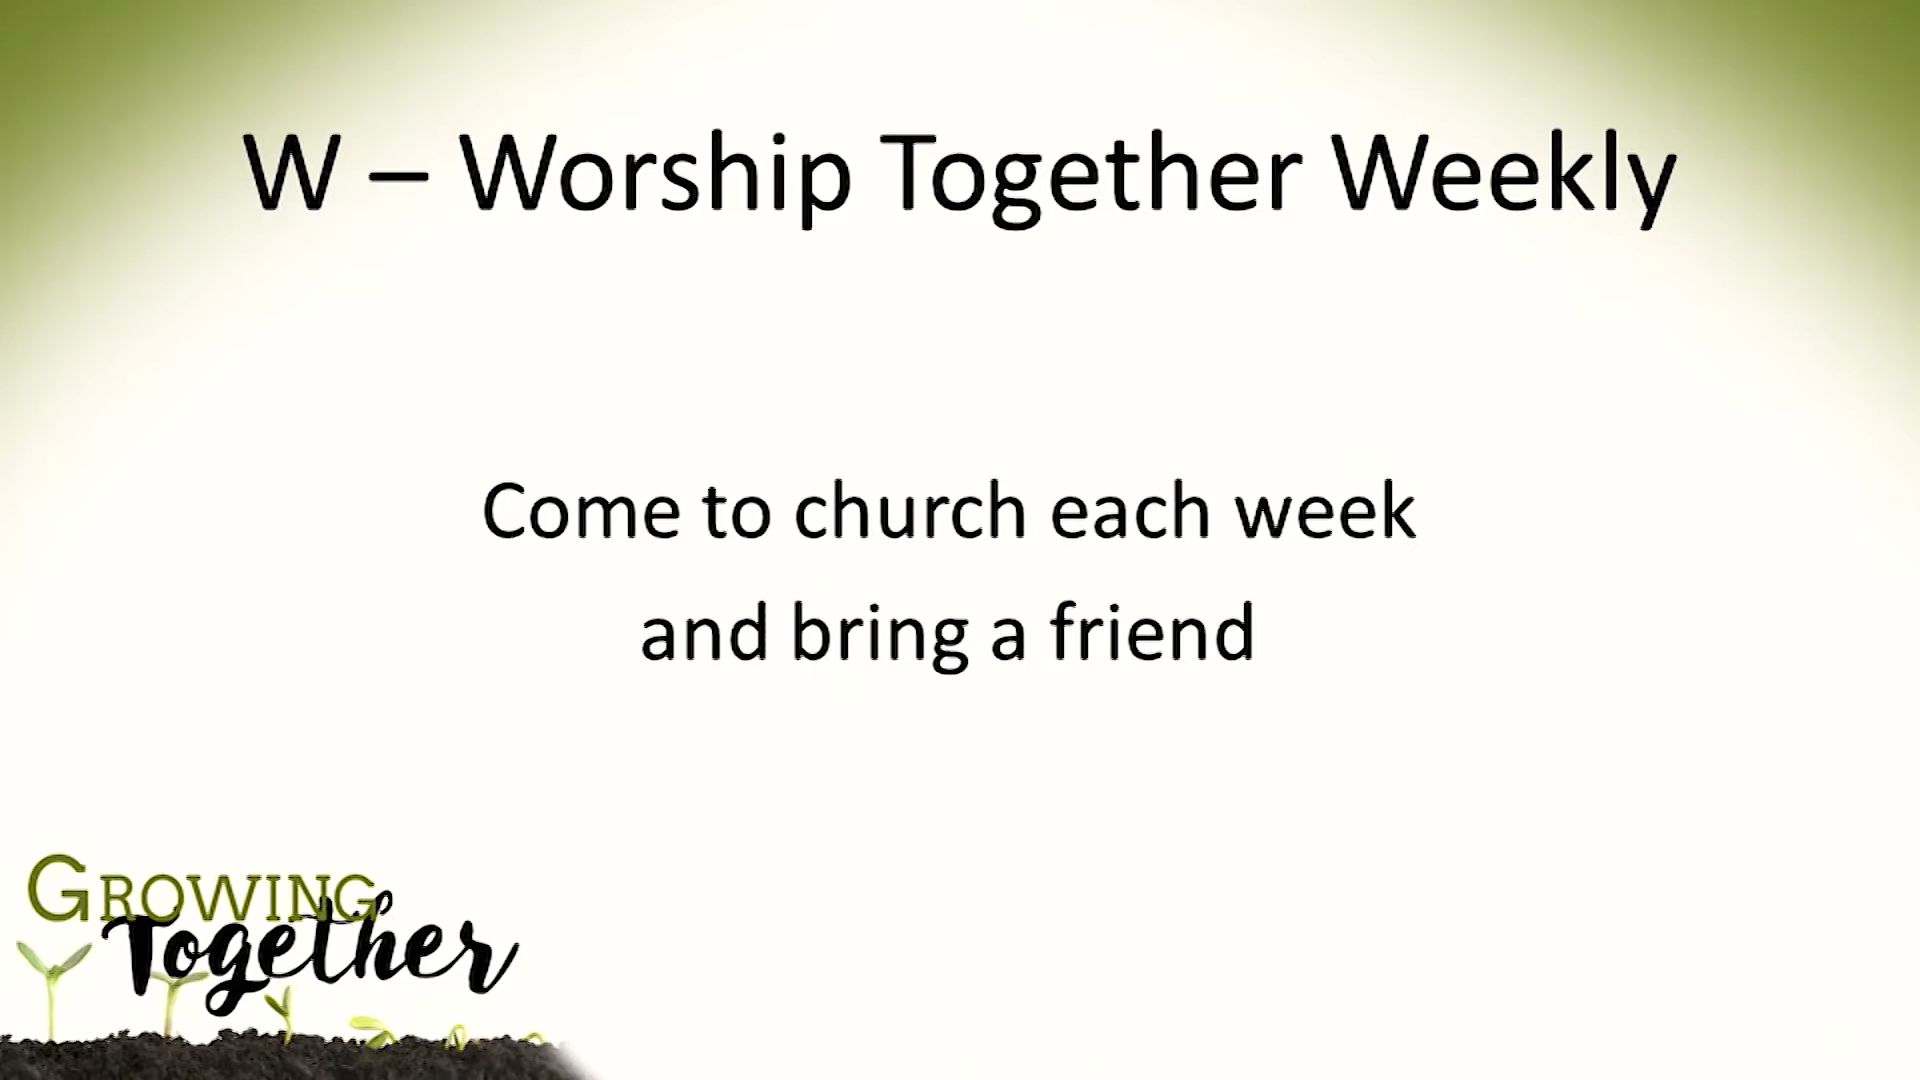 W – Worship Together Weekly
Come to church each week
and bring a friend
GROWING
Together